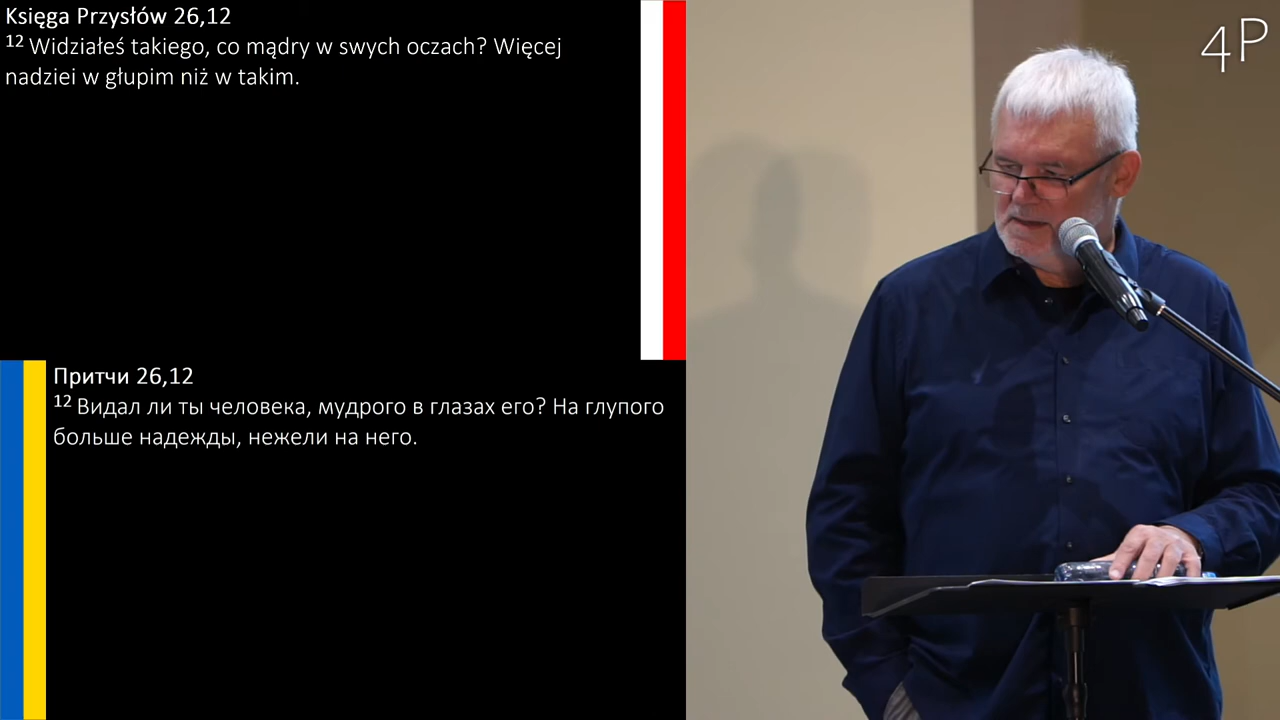 Księga Przysłów 26,12
12 Widziałeś takiego, co mądry w swych oczach? Więcej
nadziei w głupim niż w takim.
4P
Притчи 26,12
12 Видал ли ты человека, мудрого в глазах его? На глупого
больше надежды, нежели на него.